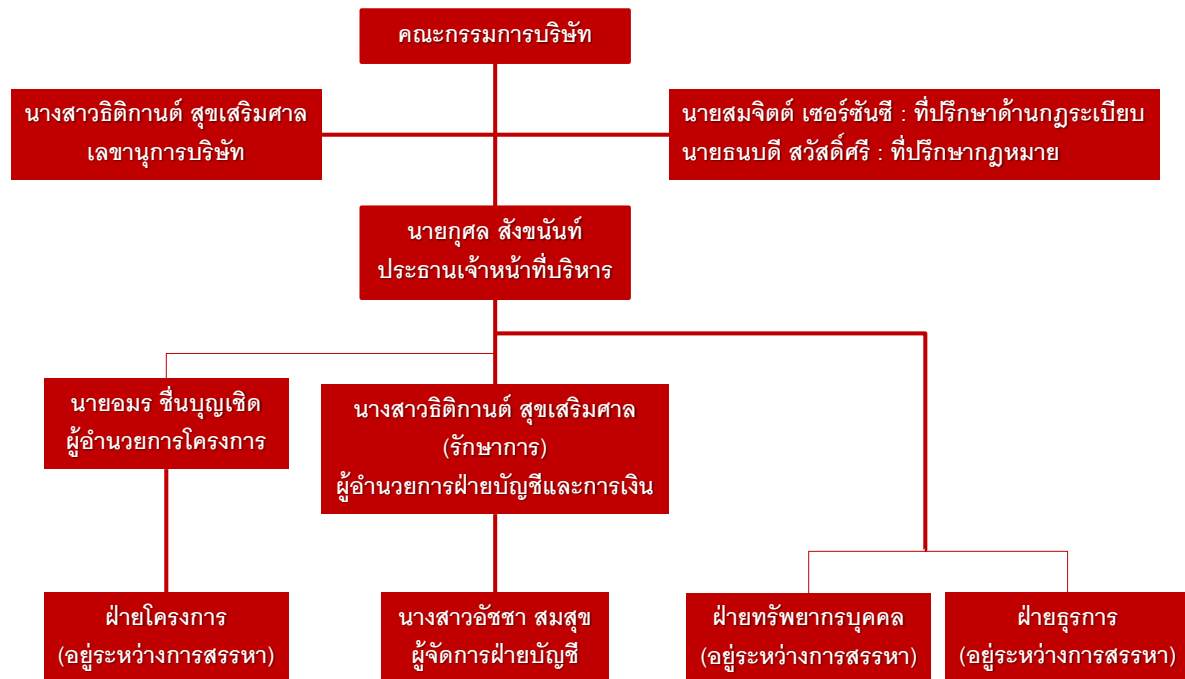 คณะกรรมการบริษัท
นางสาวธิติกานต์ สุขเสริมศาล
เลขานุการบริษัท
นายสมจิตต์ เซอร์ซันซี : ที่ปรึกษาด้านกฎระเบียบ
นายธนบดี สวัสดิ์ศรี : ที่ปรึกษากฎหมาย
นายกุศล สังขนันท์
ประธานเจ้าหน้าที่บริหาร
นายอมร ชื่นบุญเชิด
ผู้อำนวยการโครงการ
นางสาวธิติกานต์ สุขเสริมศาล
(รักษาการ)
ผู้อำนวยการฝ่ายบัญชีและการเงิน
ฝ่ายโครงการ
(อยู่ระหว่างการสรรหา)
นางสาวอัชชา สมสุข
ผู้จัดการฝ่ายบัญชี
ฝ่ายทรัพยากรบุคคล
(อยู่ระหว่างการสรรหา)
ฝ่ายธุรการ
(อยู่ระหว่างการสรรหา)